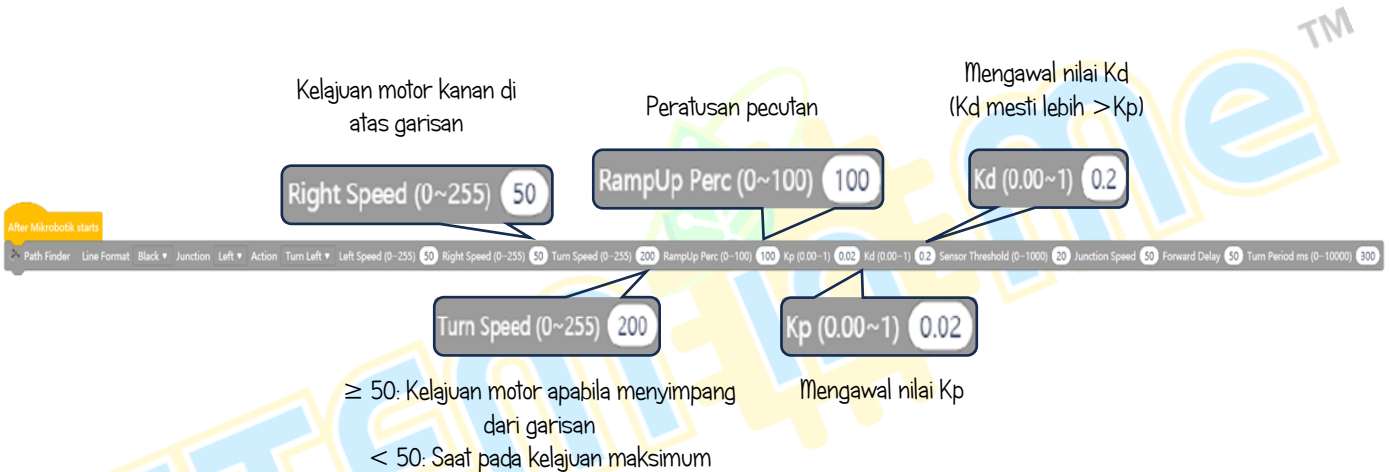 TM
Kelajuan motor kanan di
atas garisan
Peratusan pecutan
Mengawal nilai Kd
(Kd mesti lebih >Kp)
Right Speed (0~255) 50
RampUp Perc (0~100) 100
Kd (0.00~1) 0.2
After Mikrobotik starts
Path Finder Line Format Black ▾ Junction Left ▾ Action Turn Left ▾ Left Speed (0~255) 50 Right Speed (0~255) 50 Turn Speed (0~255) 200 RampUp Perc (0~100) 100 Kp (0.00~1) 0.02 Kd (0.00~1) 0.2 Sensor Threshold (0~1000) 20 Junction Speed 50 Forward Delay 50 Turn Period ms (0~10000) 300
Turn Speed (0~255) 200
Kp (0.00~1) 0.02
≥ 50: Kelajuan motor apabila menyimpang
dari garisan
< 50: Saat pada kelajuan maksimum
Mengawal nilai Kp